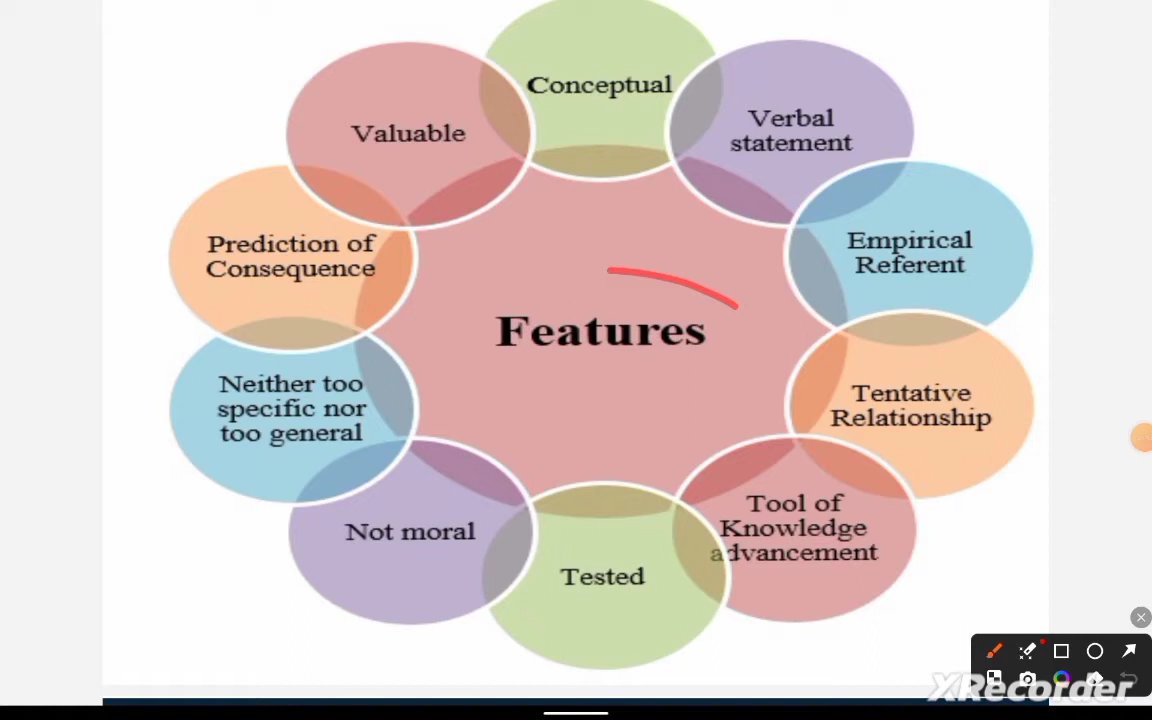 Conceptual
Verbal
statement
Empirical
Referent
Tentative
Relationship
Tool of
Knowledge
advancement
Tested
Not moral
Neither too
specific nor
too general
Prediction of
Consequence
Valuable
Features
XRecorder